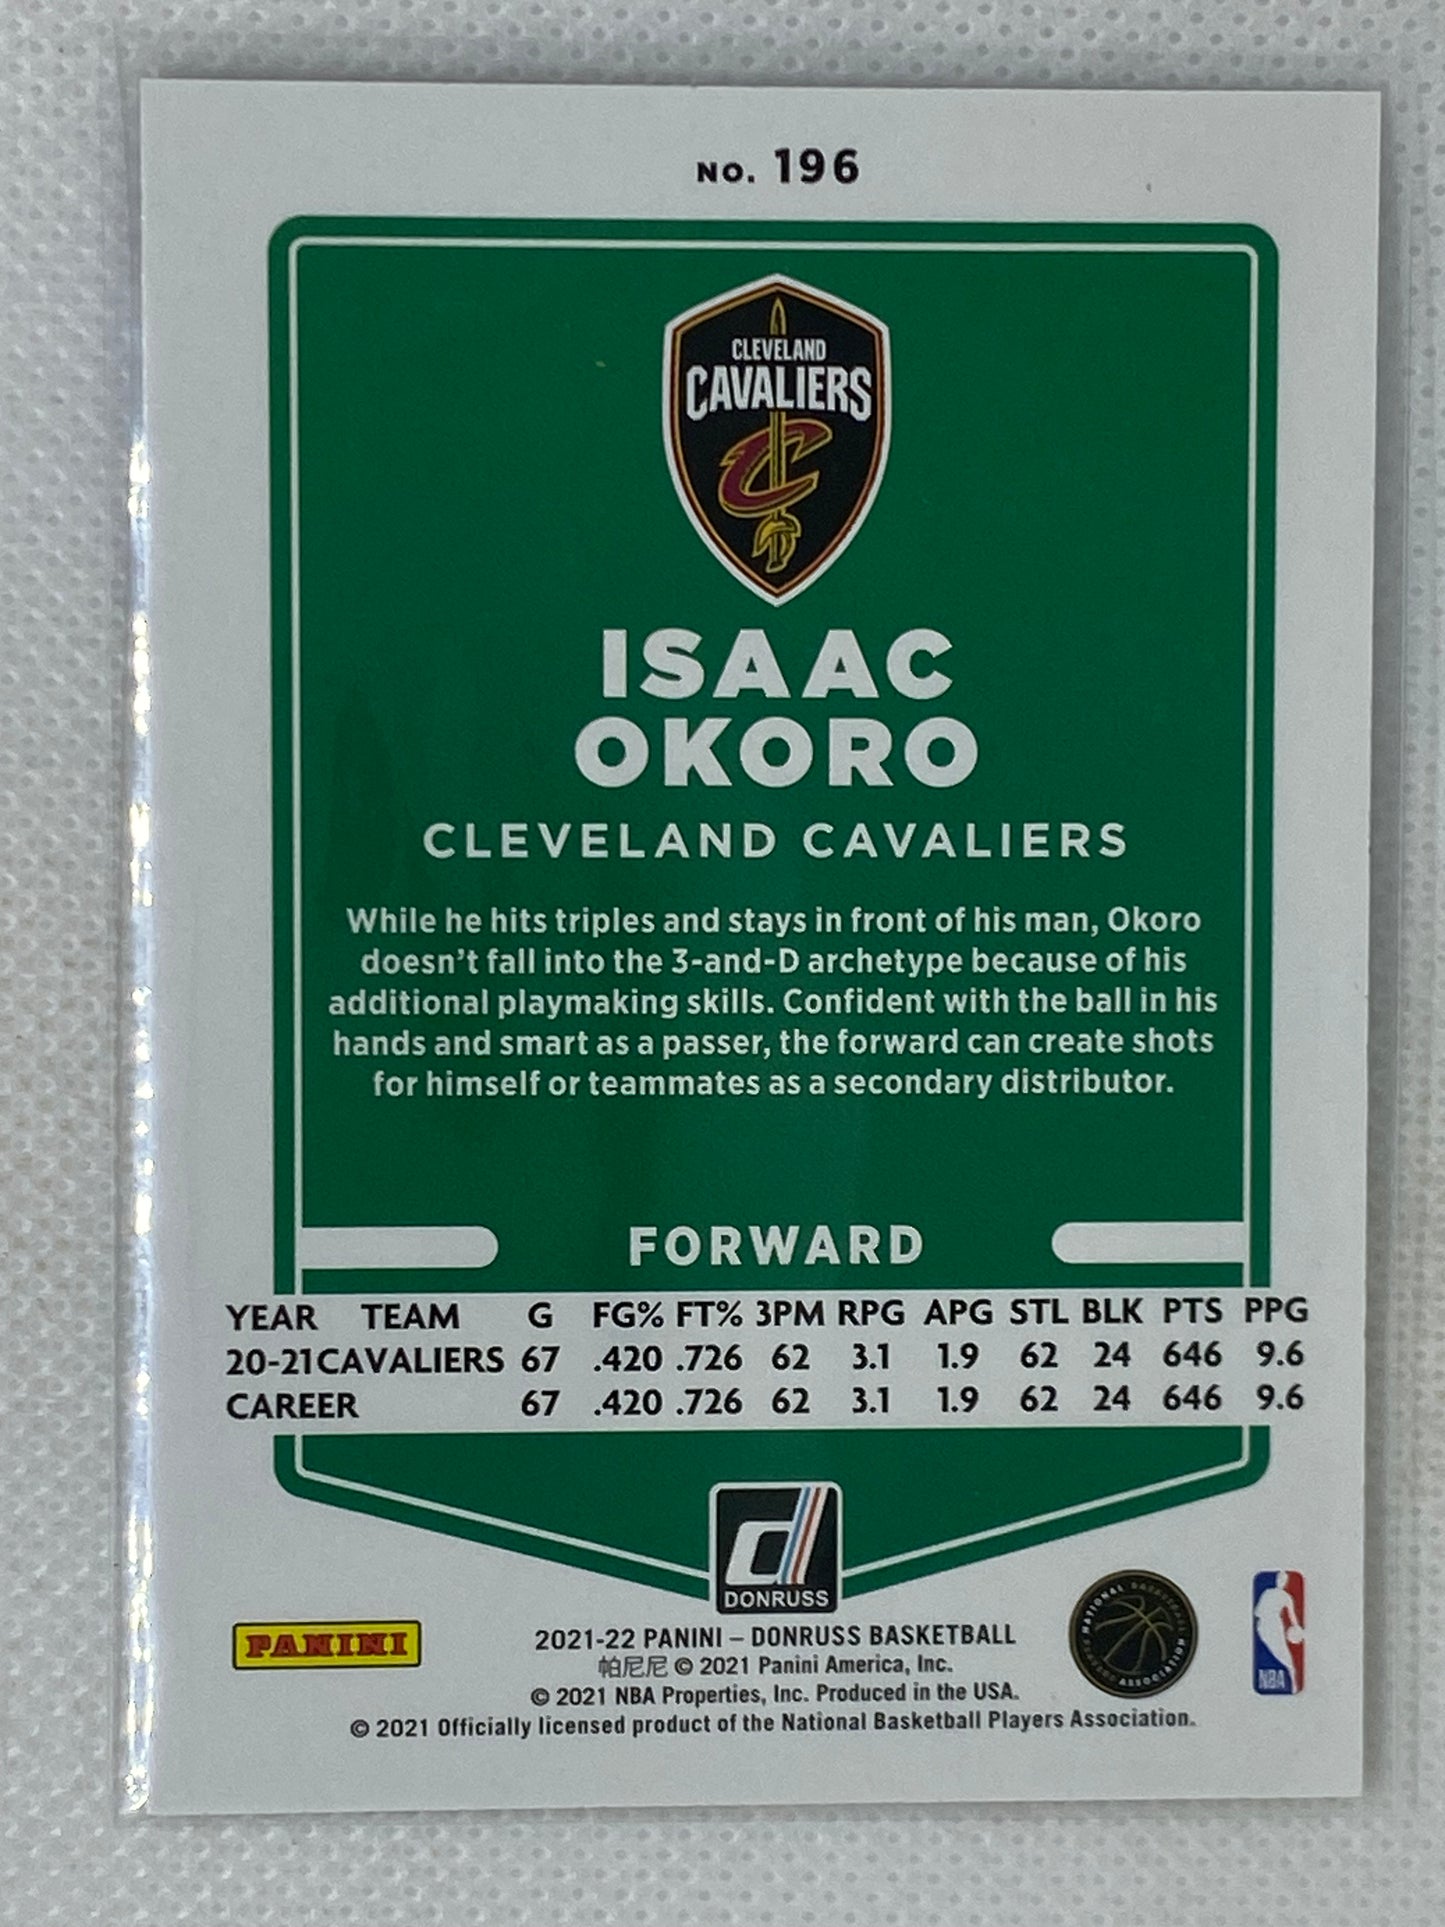 NO. 196
CLEVELAND
CAVALIERS
ISAAC
OKORO
CLEVELAND CAVALIERS
While he hits triples and stays in front of his man, Okoro
doesn't fall into the 3-and-D archetype because of his
additional playmaking skills. Confident with the ball in his
hands and smart as a passer, the forward can create shots
for himself or teammates as a secondary distributor.
FORWARD
YEAR TEAM G FG% FT% 3PM RPG APG STL BLK PTS PPG
20-21 CAVALIERS 67 .420 .726 62 3.1 1.9 62 24 646 9.6
CAREER 67 .420 .726 62 3.1 1.9 62 24 646 9.6
DONRUSS
PANINI
2021-22 PANINI – DONRUSS BASKETBALL
帕尼尼 © 2021 Panini America, Inc.
© 2021 NBA Properties, Inc. Produced in the USA.
© 2021 Officially licensed product of the National Basketball Players Association.
NATIONAL BASKETBALL PLAYERS ASSOCIATION
NBA